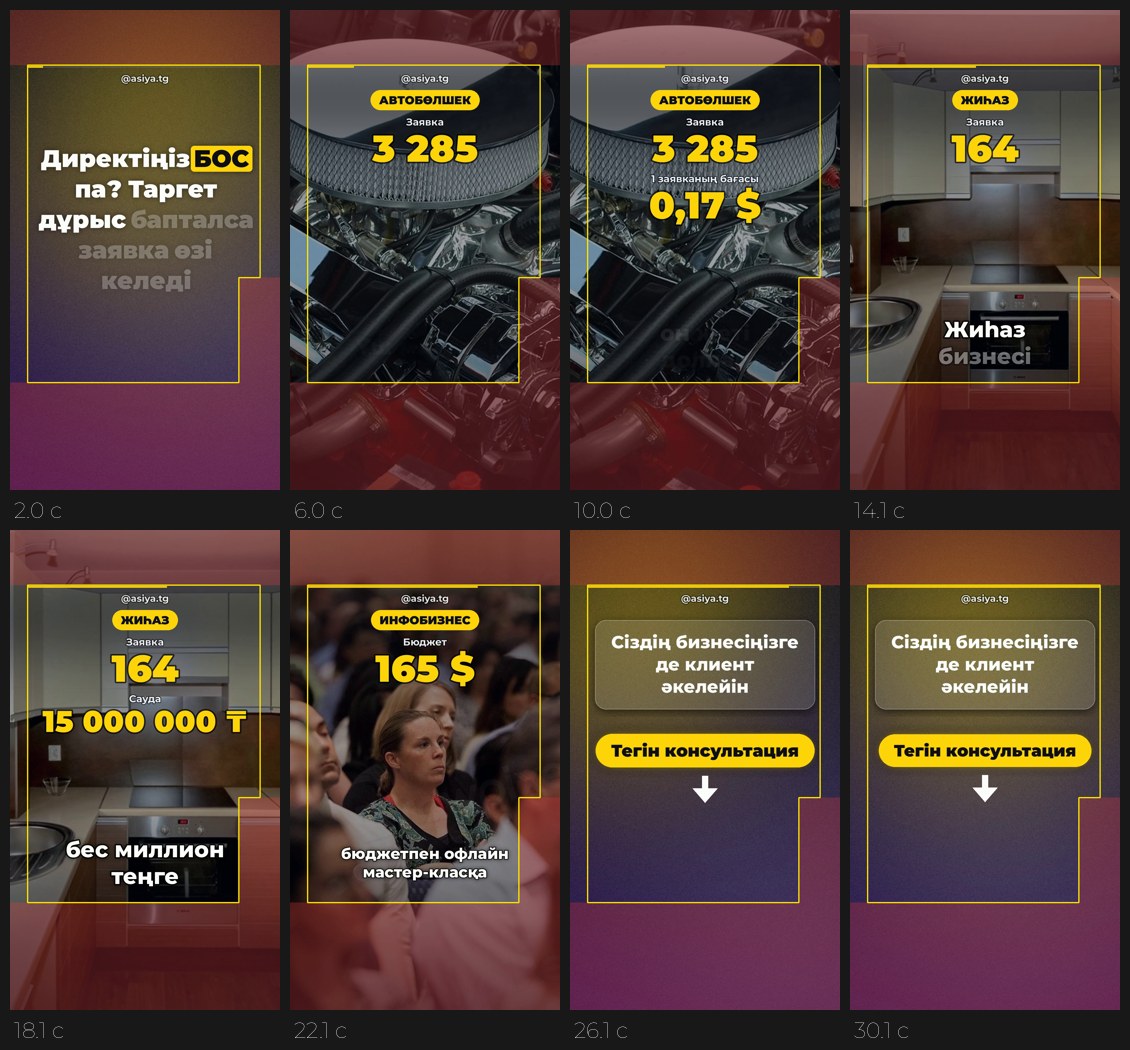 @asiya.tg
Директіңіз БОС
па? Таргет
дұрыс бапталса
заявка өзі
келеді
2.0 с
@asiya.tg
АВТОБӨЛШЕК
Заявка
3 285
6.0 с
@asiya.tg
АВТОБӨЛШЕК
Заявка
3 285
1 заявканың бағасы
0,17 $
10.0 с
@asiya.tg
ЖИҺАЗ
Заявка
164
Жиһаз
бизнесі
14.1 с
@asiya.tg
ЖИҺАЗ
Заявка
164
Сауда
15 000 000 ₸
бес миллион
теңге
18.1 с
@asiya.tg
ИНФОБИЗНЕС
Бюджет
165 $
бюджетпен офлайн
мастер-класқа
22.1 с
@asiya.tg
Сіздің бизнесіңізге
де клиент
әкелейін
Тегін консультация
26.1 с
@asiya.tg
Сіздің бизнесіңізге
де клиент
әкелейін
Тегін консультация
30.1 с